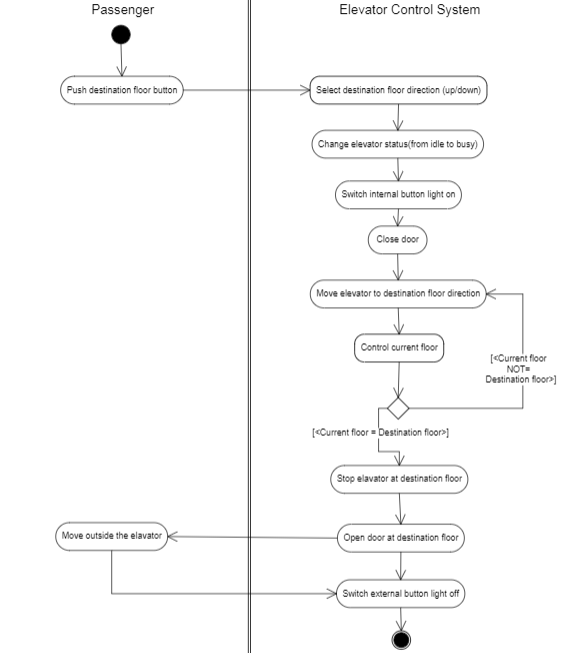 Passenger
Elevator Control System
Push destination floor button
Select destination floor direction (up/down)
Change elevator status(from idle to busy)
Switch internal button light on
Close door
Move elevator to destination floor direction
Control current floor
[<Current floor
NOT=
Destination floor>]
[<Current floor = Destination floor>]
Stop elavator at destination floor
Move outside the elavator
Open door at destination floor
Switch external button light off